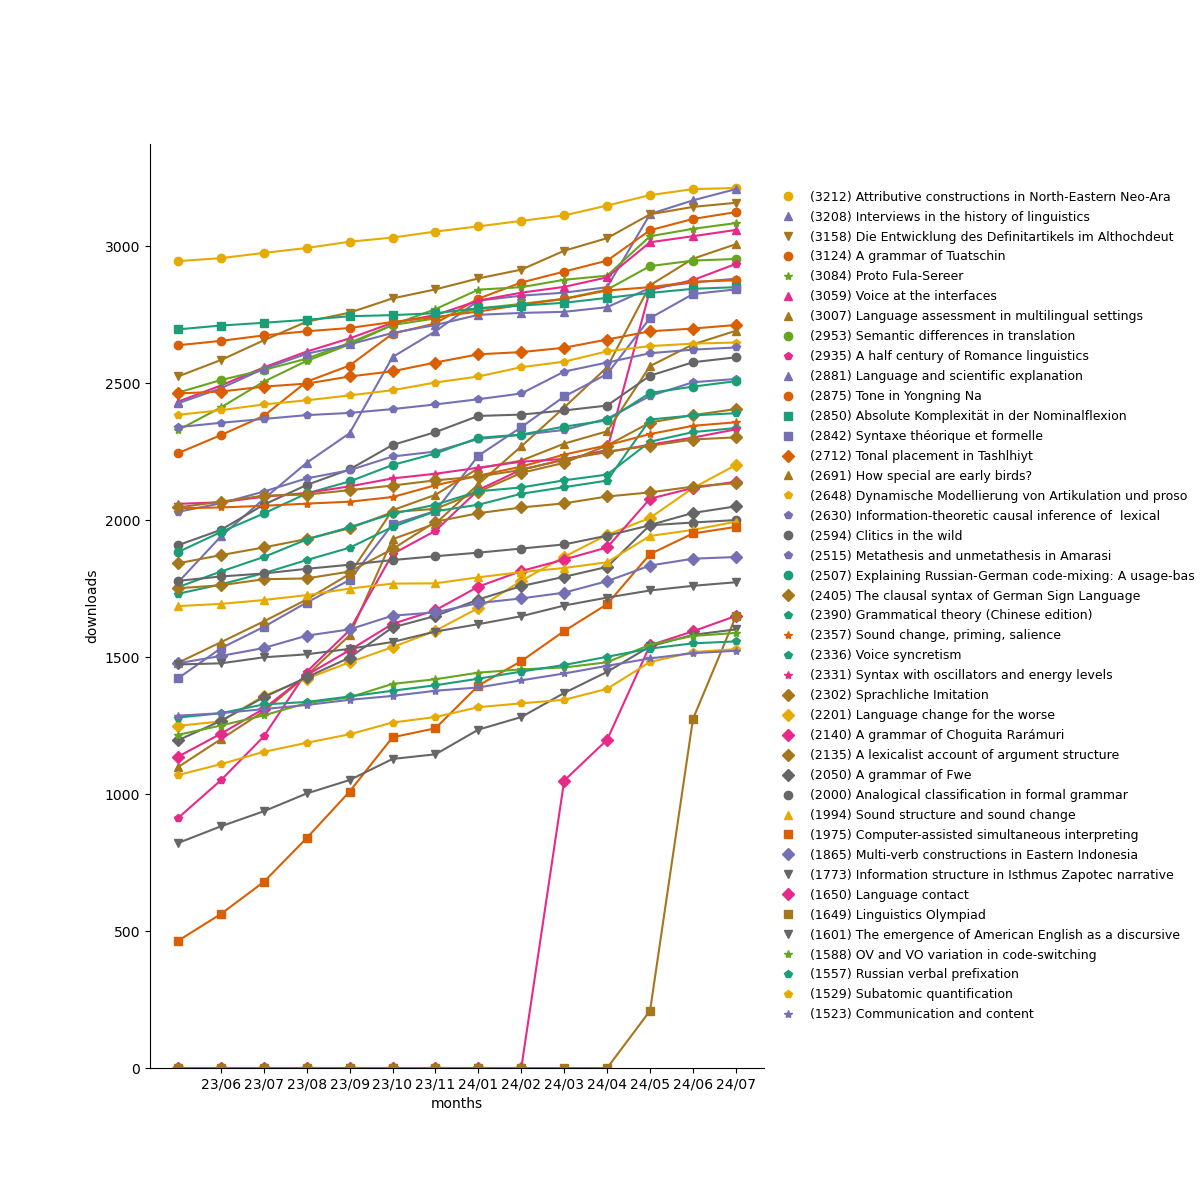 (3212) Attributive constructions in North-Eastern Neo-Ara
(3208) Interviews in the history of linguistics
(3158) Die Entwicklung des Definitartikels im Althochdeut
(3124) A grammar of Tuatschin
(3084) Proto Fula-Sereer
(3059) Voice at the interfaces
(3007) Language assessment in multilingual settings
(2953) Semantic differences in translation
(2935) A half century of Romance linguistics
(2881) Language and scientific explanation
(2875) Tone in Yongning Na
(2850) Absolute Komplexität in der Nominalflexion
(2842) Syntaxe théorique et formelle
(2712) Tonal placement in Tashlhiyt
(2691) How special are early birds?
(2648) Dynamische Modellierung von Artikulation und proso
(2630) Information-theoretic causal inference of  lexical
(2594) Clitics in the wild
(2515) Metathesis and unmetathesis in Amarasi
(2507) Explaining Russian-German code-mixing: A usage-bas
(2405) The clausal syntax of German Sign Language
(2390) Grammatical theory (Chinese edition)
(2357) Sound change, priming, salience
(2336) Voice syncretism
(2331) Syntax with oscillators and energy levels
(2302) Sprachliche Imitation
(2201) Language change for the worse
(2140) A grammar of Choguita Rarámuri
(2135) A lexicalist account of argument structure
(2050) A grammar of Fwe
(2000) Analogical classification in formal grammar
(1994) Sound structure and sound change
(1975) Computer-assisted simultaneous interpreting
(1865) Multi-verb constructions in Eastern Indonesia
(1773) Information structure in Isthmus Zapotec narrative
(1650) Language contact
(1649) Linguistics Olympiad
(1601) The emergence of American English as a discursive
(1588) OV and VO variation in code-switching
(1557) Russian verbal prefixation
(1529) Subatomic quantification
(1523) Communication and content
3000
2500
2000
1500
1000
500
0
downloads
23/06 23/07 23/08 23/09 23/10 23/11 24/01 24/02 24/03 24/04 24/05 24/06 24/07
months